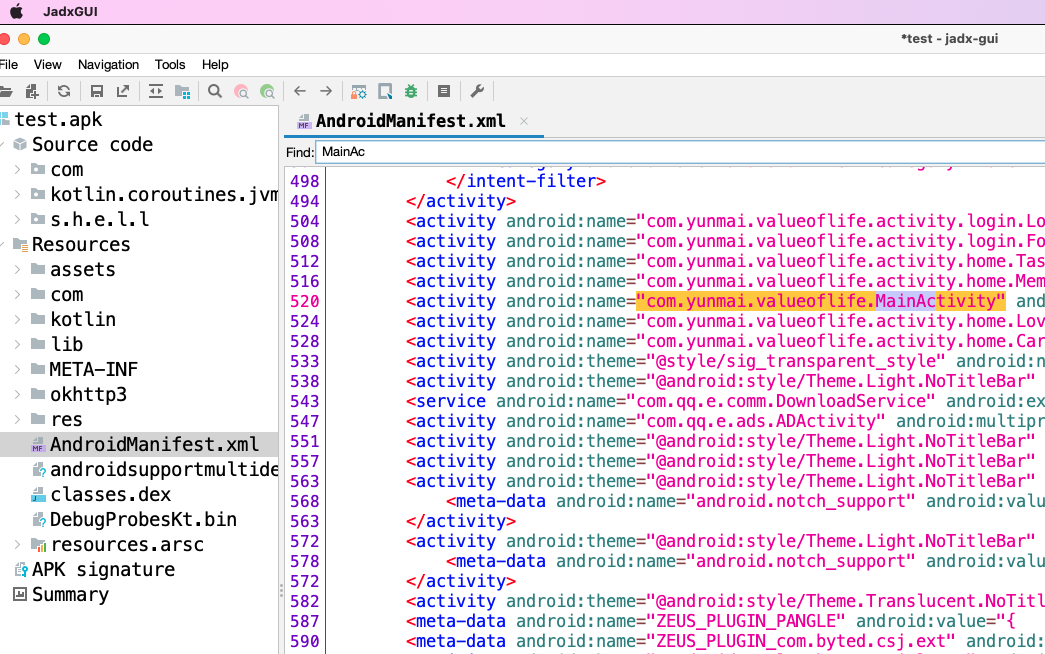 JadxGUI
*test - jadx-gui
File View Navigation Tools Help
test.apk
Source code
com
kotlin.coroutines.jvm
s.h.e.l.l
Resources
assets
com
kotlin
lib
META-INF
okhttp3
res
MF AndroidManifest.xml
androidsupportmultide
classes.dex
DebugProbesKt.bin
resources.arsc
APK signature
Summary
MF AndroidManifest.xml ×
Find: MainAc
498 </intent-filter>
494 </activity>
504 <activity android:name="com.yunmai.valueoflife.activity.login.Lo
508 <activity android:name="com.yunmai.valueoflife.activity.login.Fo
512 <activity android:name="com.yunmai.valueoflife.activity.home.Tas
516 <activity android:name="com.yunmai.valueoflife.activity.home.Mem
520 <activity android:name="com.yunmai.valueoflife.MainActivity" and
524 <activity android:name="com.yunmai.valueoflife.activity.home.Lov
528 <activity android:name="com.yunmai.valueoflife.activity.home.Car
533 <activity android:theme="@style/sig_transparent_style" android:n
538 <activity android:theme="@android:style/Theme.Light.NoTitleBar"
543 <service android:name="com.qq.e.comm.DownloadService" android:ex
547 <activity android:name="com.qq.e.ads.ADActivity" android:multipr
551 <activity android:theme="@android:style/Theme.Light.NoTitleBar"
557 <activity android:theme="@android:style/Theme.Light.NoTitleBar"
563 <activity android:theme="@android:style/Theme.Light.NoTitleBar"
568 <meta-data android:name="android.notch_support" android:valu
563 </activity>
572 <activity android:theme="@android:style/Theme.Light.NoTitleBar"
578 <meta-data android:name="android.notch_support" android:valu
572 </activity>
582 <activity android:theme="@android:style/Theme.Translucent.NoTitl
587 <meta-data android:name="ZEUS_PLUGIN_PANGLE" android:value="{
590 <meta-data android:name="ZEUS_PLUGIN_com.byted.csj.ext" android: